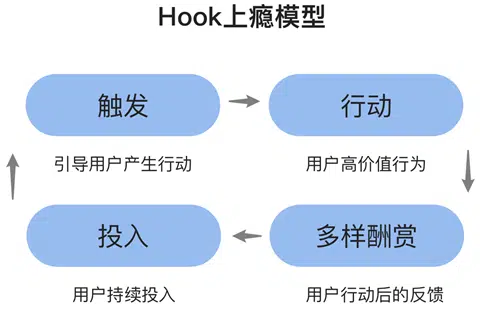 Hook上瘾模型
触发
行动
引导用户产生行动
用户高价值行为
投入
多样酬赏
用户持续投入
用户行动后的反馈